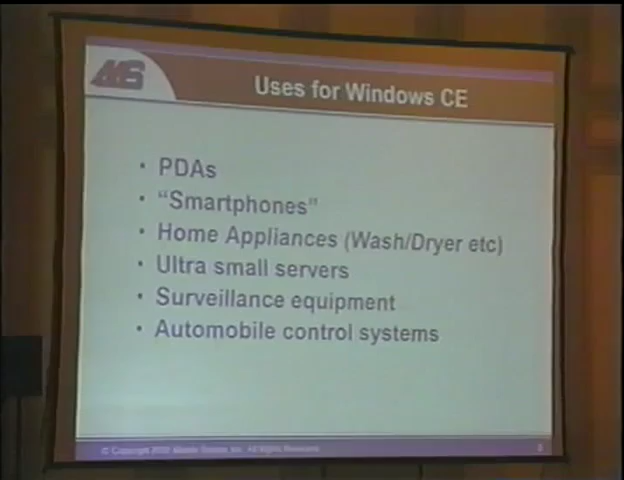 Uses for Windows CE
· PDAs
· "Smartphones"
· Home Appliances (Wash/Dryer etc)
· Ultra small servers
· Surveillance equipment
· Automobile control systems